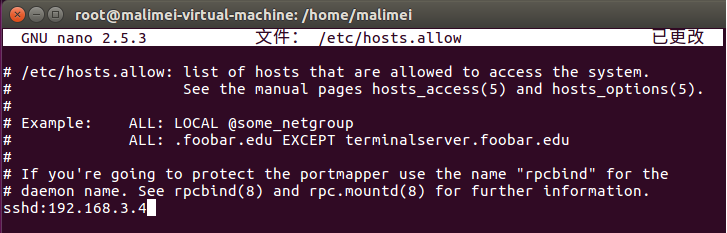 root@malimei-virtual-machine: /home/malimei
GNU nano 2.5.3 文件： /etc/hosts.allow 已更改
# /etc/hosts.allow: list of hosts that are allowed to access the system.
# See the manual pages hosts_access(5) and hosts_options(5).
#
# Example: ALL: LOCAL @some_netgroup
# ALL: .foobar.edu EXCEPT terminalserver.foobar.edu
#
# If you're going to protect the portmapper use the name "rpcbind" for the
# daemon name. See rpcbind(8) and rpc.mountd(8) for further information.
sshd:192.168.3.4